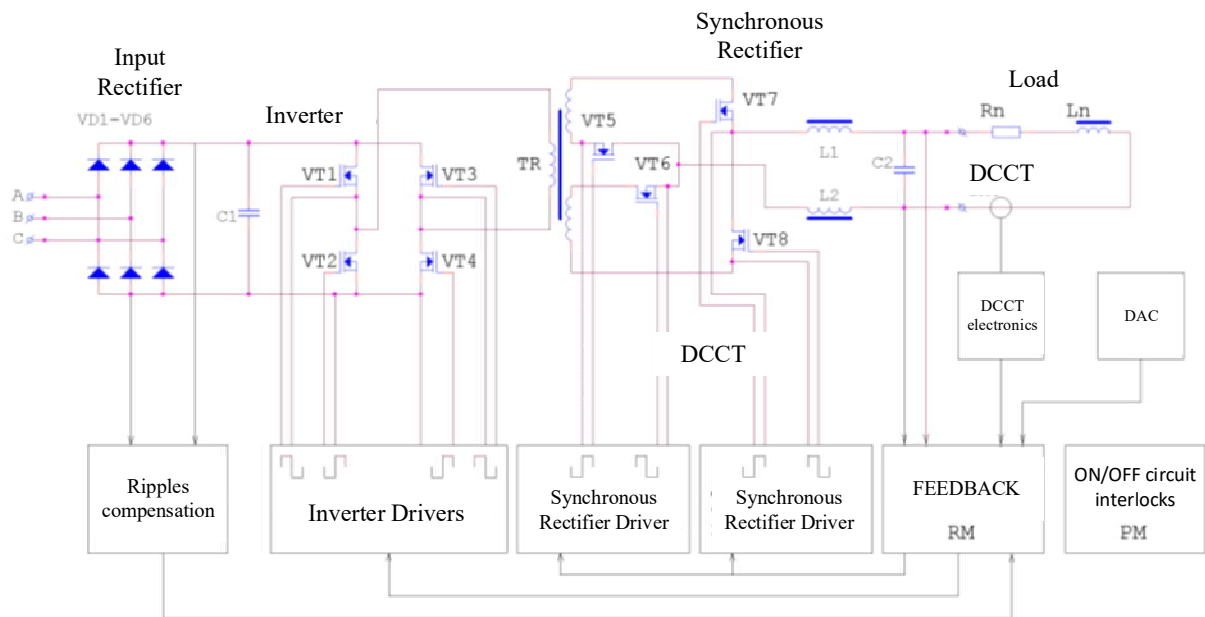 Synchronous
Rectifier
Input
Rectifier
Load
VD1-VD6
Inverter
VT7
Rn
Ln
VT5
VT1
VT3
TR
VT6
L1
C2
DCCT
A
B
C
C1
L2
VT2
VT4
VT8
DCCT
electronics
DAC
DCCT
Ripples
compensation
Inverter Drivers
Synchronous
Rectifier Driver
Synchronous
Rectifier Driver
FEEDBACK
RM
ON/OFF circuit
interlocks
PM